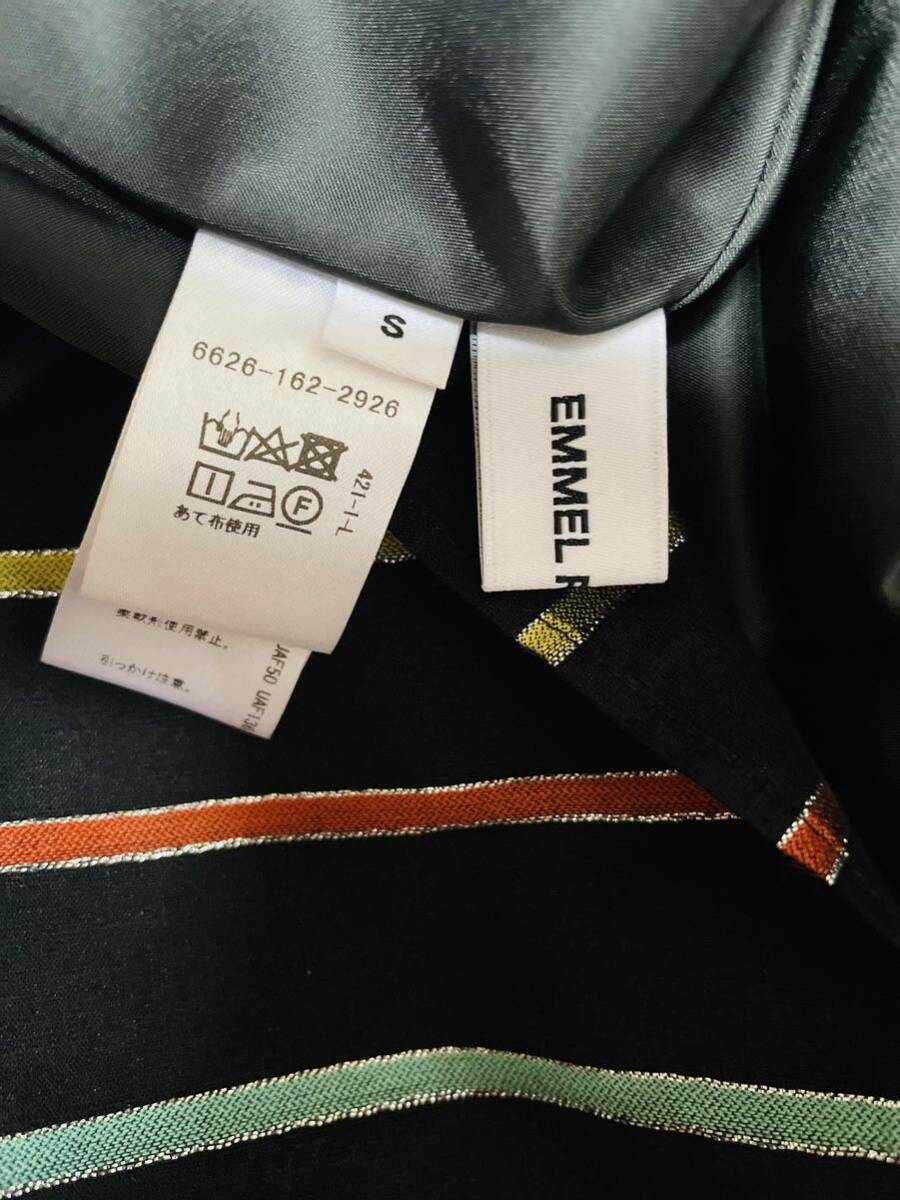 S
6626-162-2926
F
421-1-L
あて布使用
柔軟剤使用禁止。
引っかけ注意。
EMMEL